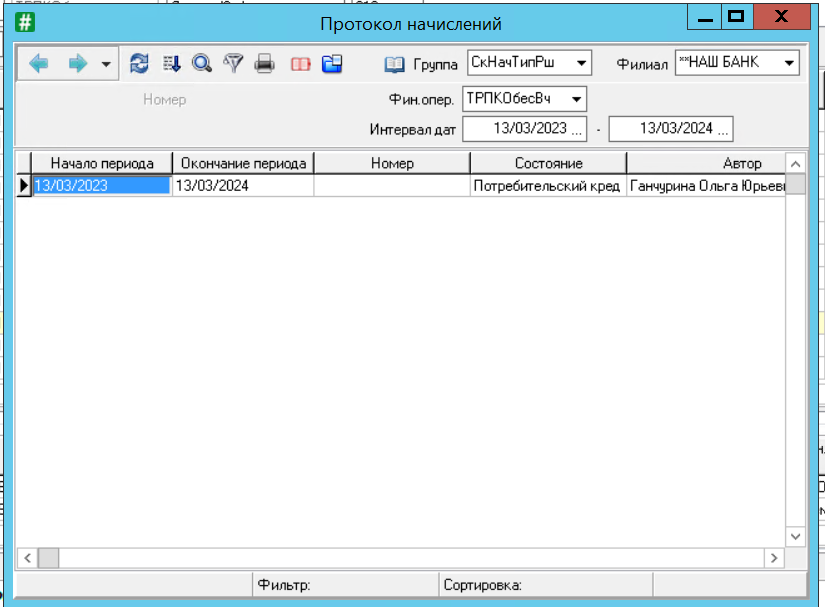 Протокол начислений
Группа СкНачТипРш Филиал **НАШ БАНК
Номер Фин.опер. ТРПКОбесВч
Интервал дат 13/03/2023 ... - 13/03/2024 ...
Начало периода Окончание периода Номер Состояние Автор
13/03/2023 13/03/2024 Потребительский кред Ганчурина Ольга Юрьев
Фильтр: Сортировка: